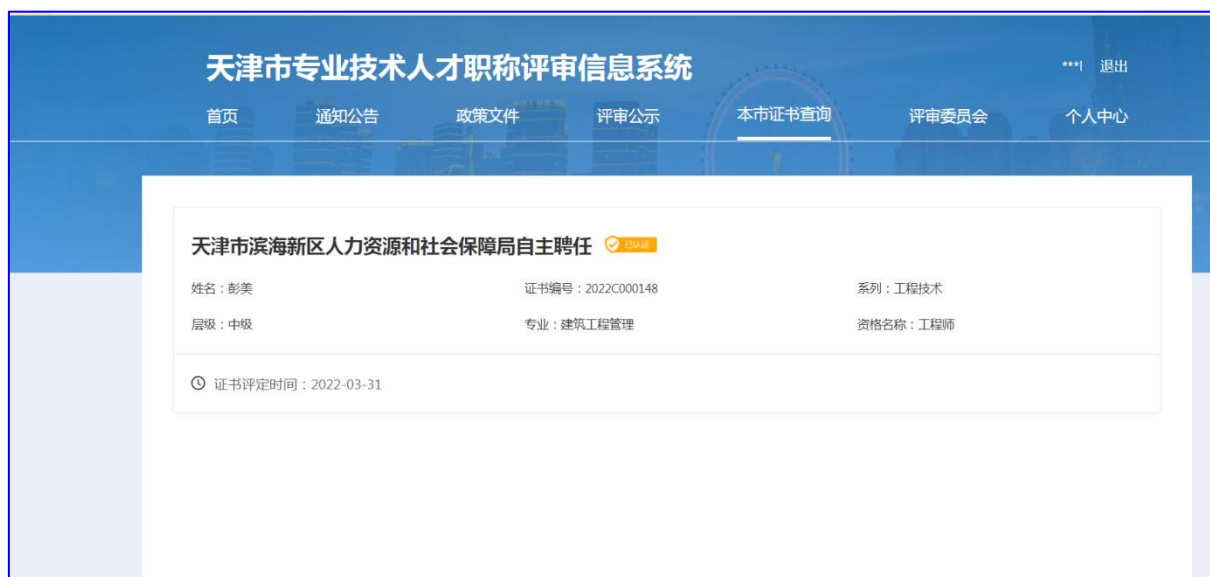 天津市专业技术人才职称评审信息系统
***| 退出
首页 通知公告 政策文件 评审公示 本市证书查询 评审委员会 个人中心
天津市滨海新区人力资源和社会保障局自主聘任 已认证
姓名：彭美 证书编号：2022C000148 系列：工程技术
层级：中级 专业：建筑工程管理 资格名称：工程师
证书评定时间：2022-03-31